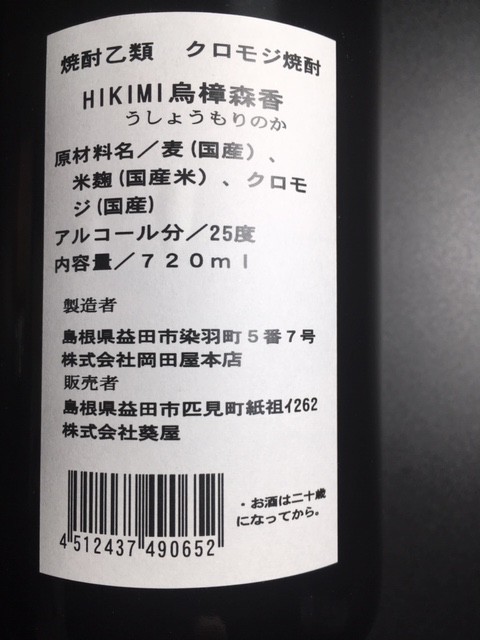 焼酎乙類　クロモジ焼酎
HIKIMI烏樟森香
うしょうもりのか
原材料名／麦(国産)、
米麹(国産米)、クロモ
ジ(国産)
アルコール分／25度
内容量／７２０ｍｌ
製造者
島根県益田市染羽町５番７号
株式会社岡田屋本店
販売者
島根県益田市匹見町紙祖ｲ262
株式会社葵屋
・お酒は二十歳
になってから。
4 512437 490652